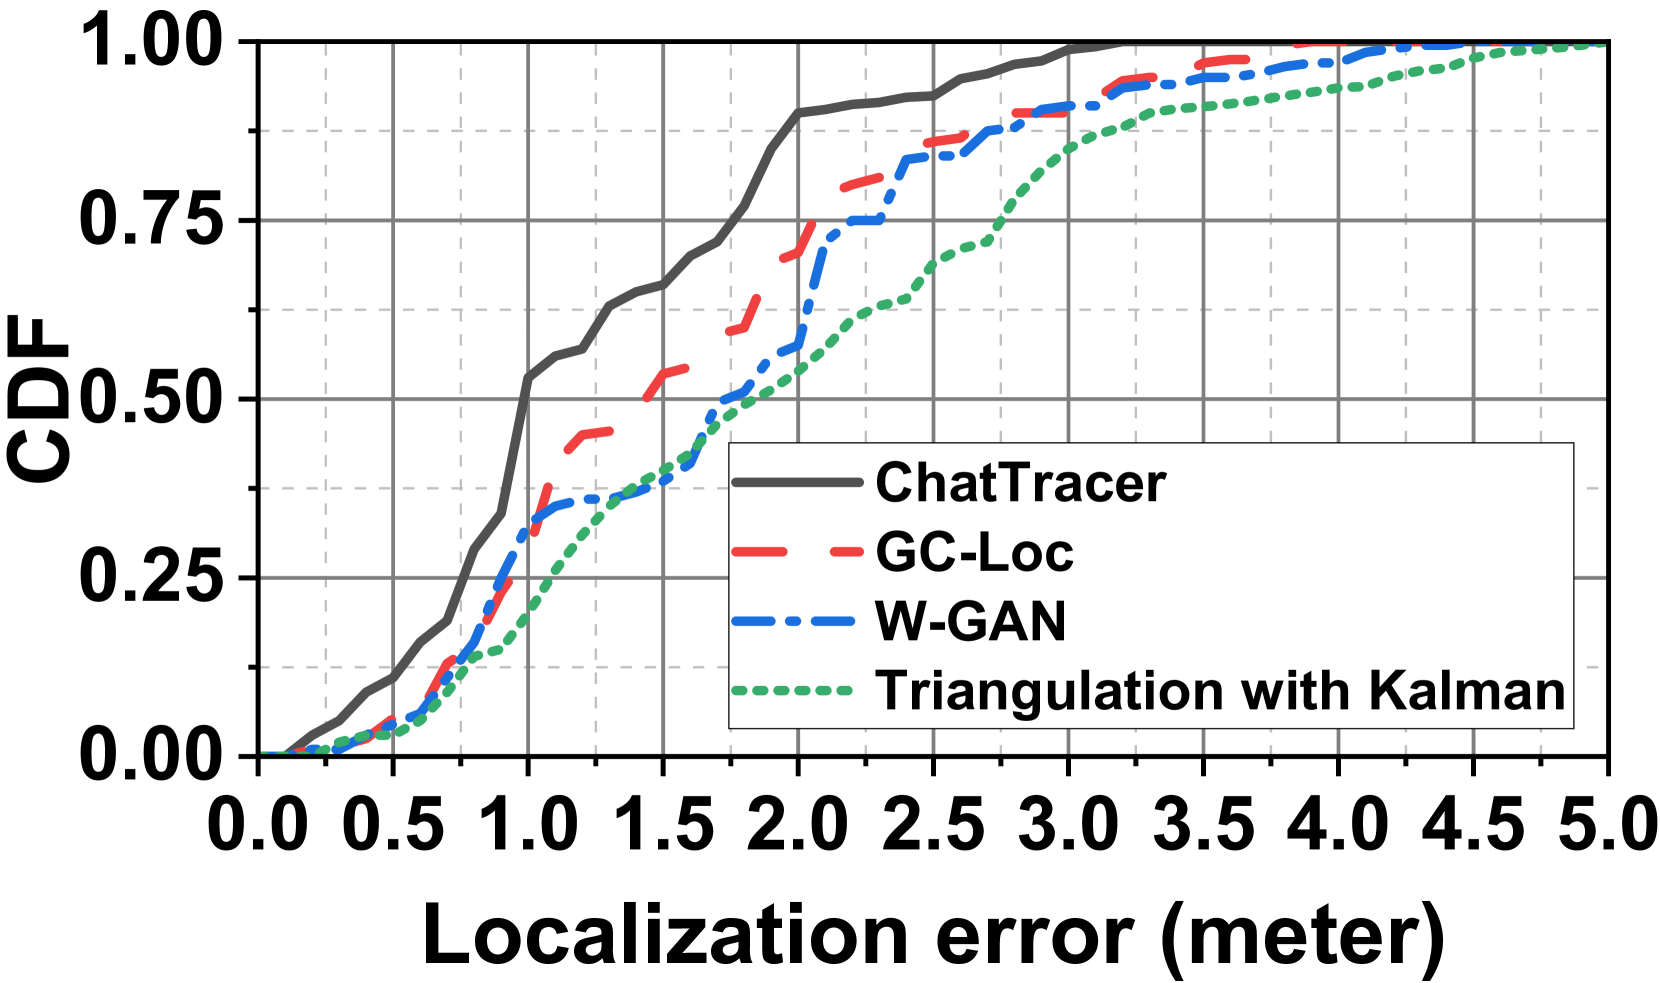 1.00
0.75
0.50
0.25
0.00
CDF
ChatTracer
GC-Loc
W-GAN
Triangulation with Kalman
0.0 0.5 1.0 1.5 2.0 2.5 3.0 3.5 4.0 4.5 5.0
Localization error (meter)